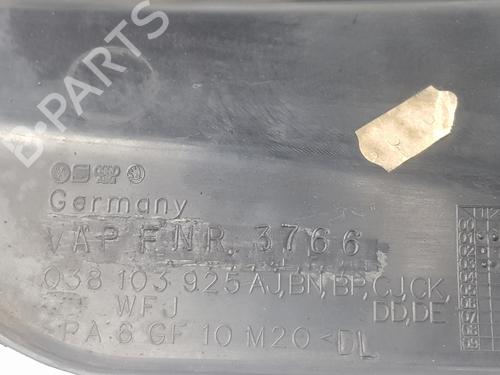 B-PARTS
Germany
VAP FNR. 3766
038 103 925 AJ,BN,BP,CJ,CK,
WFJ DD,DE
PA 6 GF 10 M20 <DL
B-PARTS